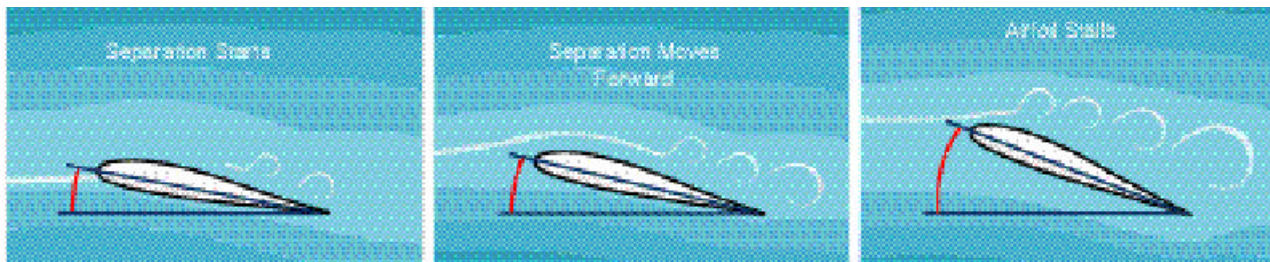 Separation Starts
Separation Moves
Forward
Airfoil Stalls